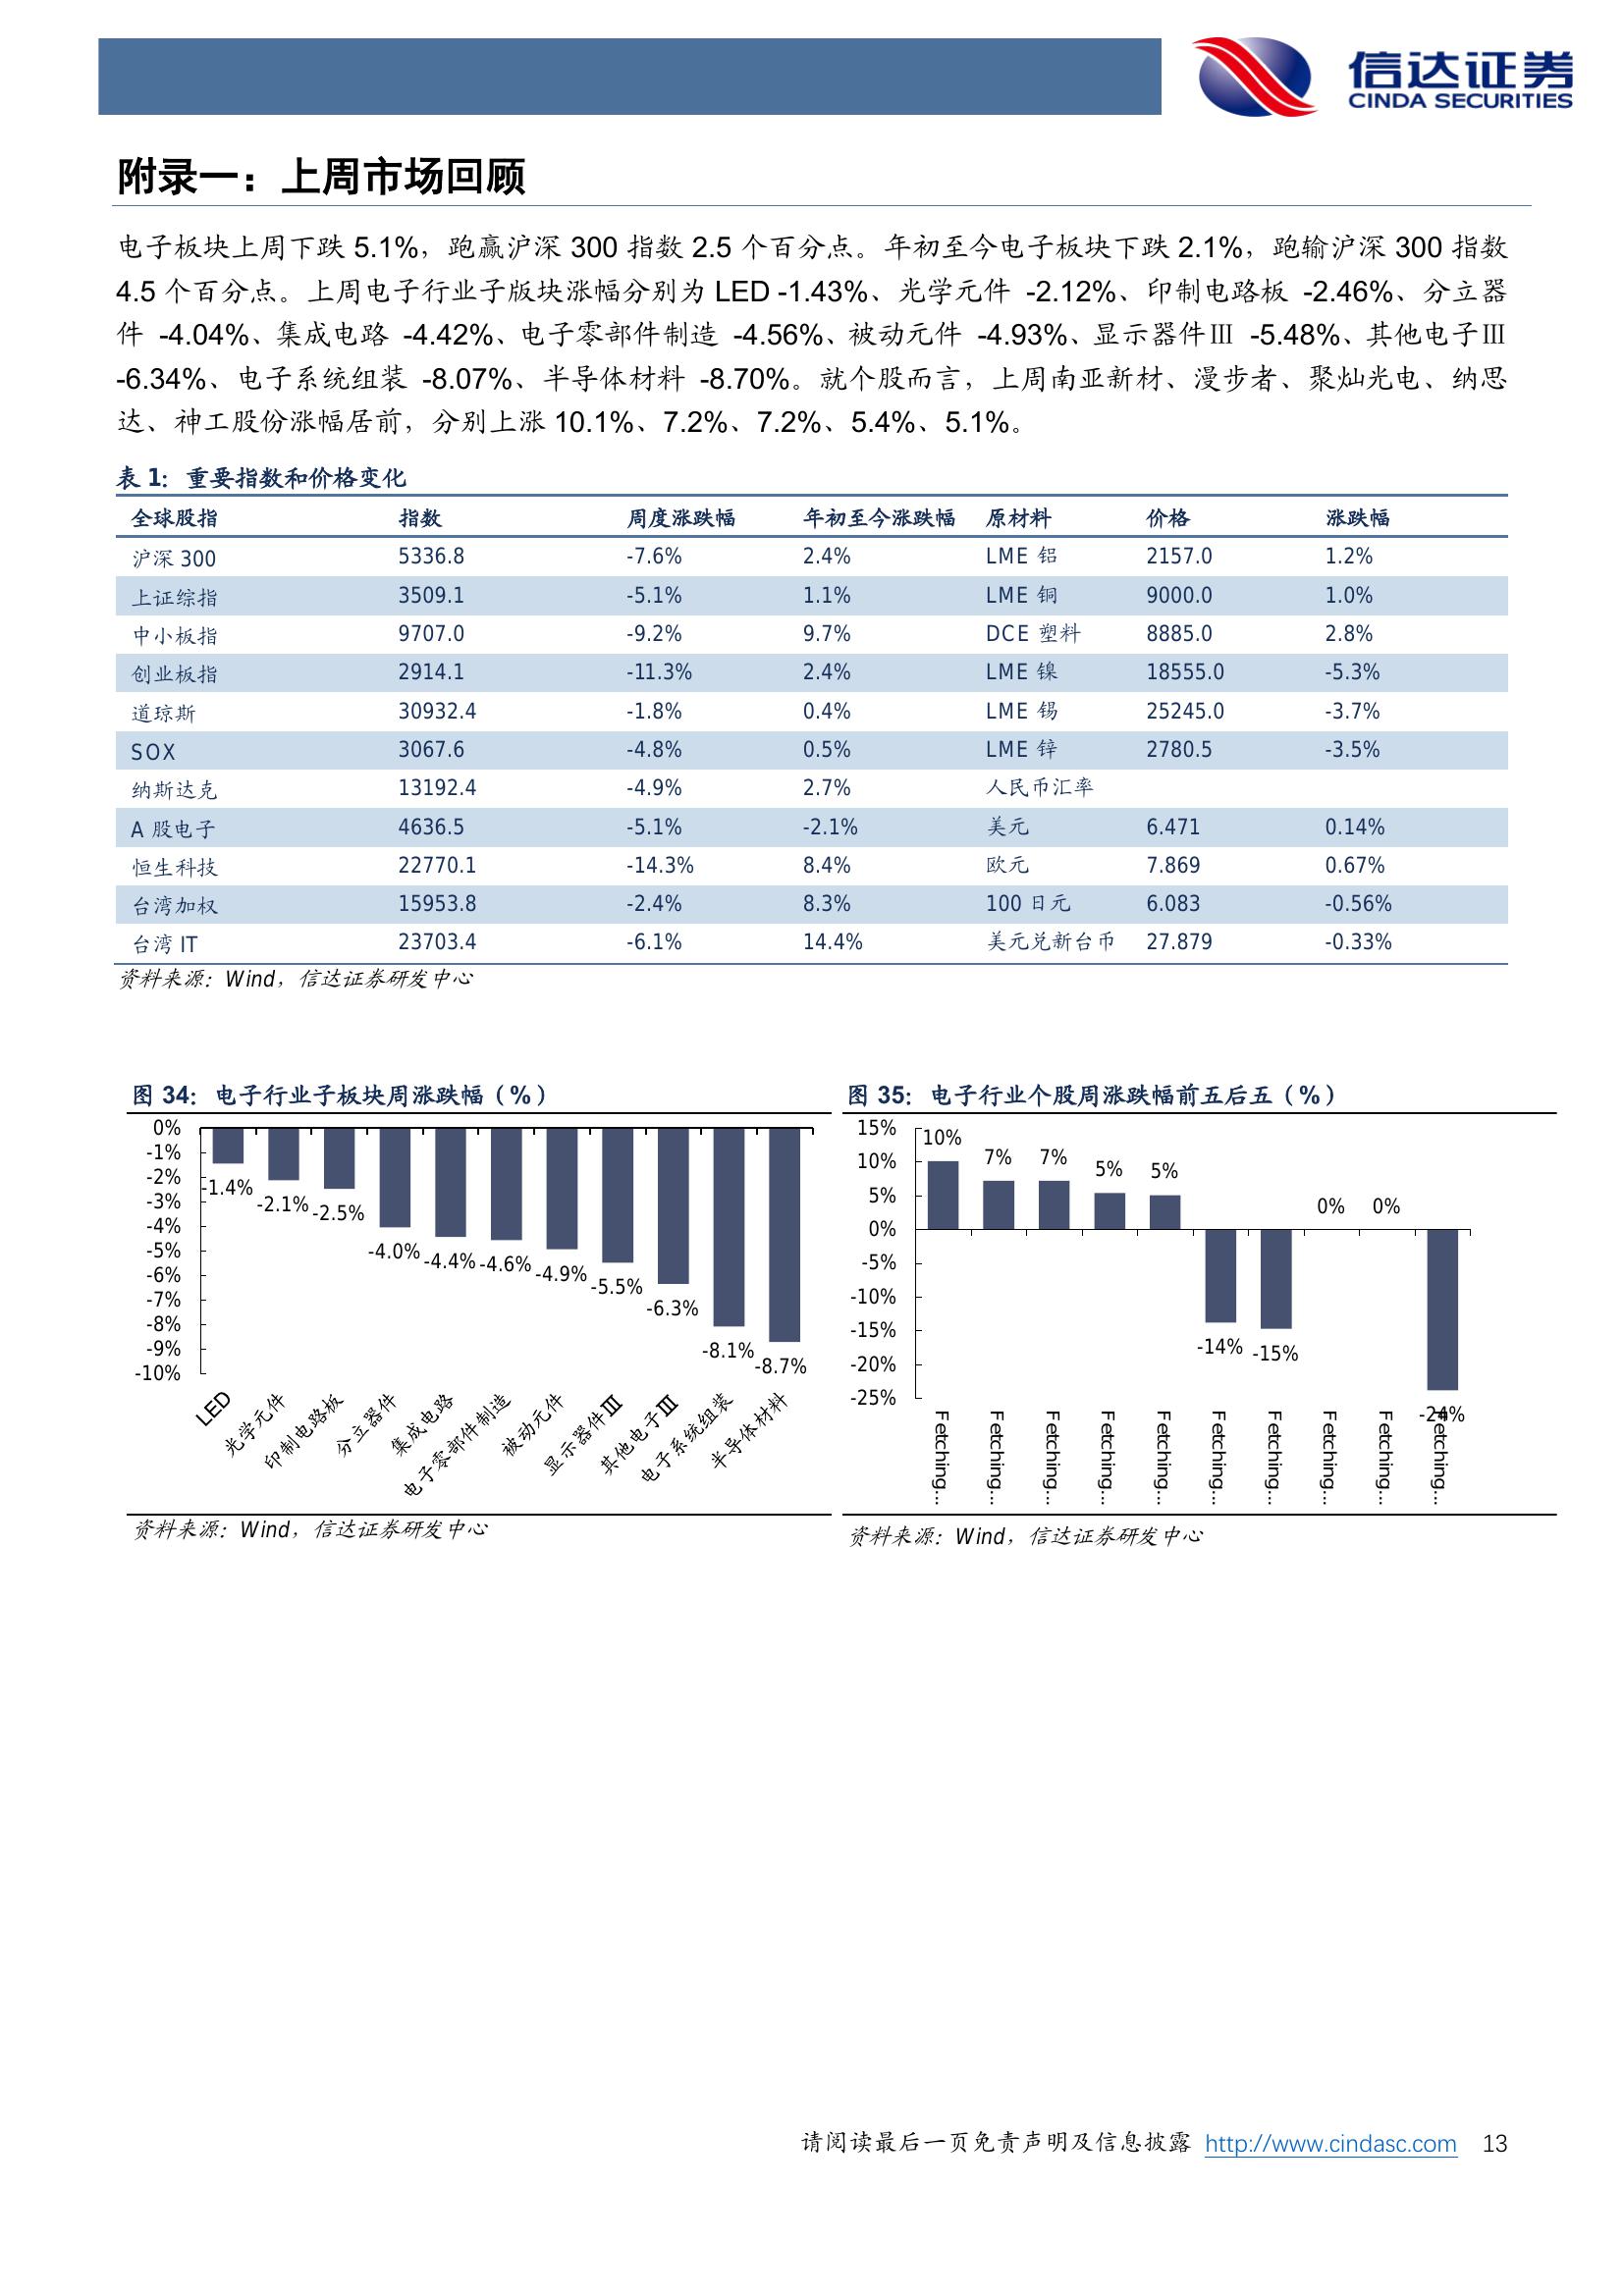 信达证券
CINDA SECURITIES
附录一：上周市场回顾
电子板块上周下跌 5.1%，跑赢沪深 300 指数 2.5 个百分点。年初至今电子板块下跌 2.1%，跑输沪深 300 指数
4.5 个百分点。上周电子行业子版块涨幅分别为 LED -1.43%、光学元件 -2.12%、印制电路板 -2.46%、分立器
件 -4.04%、集成电路 -4.42%、电子零部件制造 -4.56%、被动元件 -4.93%、显示器件Ⅲ -5.48%、其他电子Ⅲ
-6.34%、电子系统组装 -8.07%、半导体材料 -8.70%。就个股而言，上周南亚新材、漫步者、聚灿光电、纳思
达、神工股份涨幅居前，分别上涨 10.1%、7.2%、7.2%、5.4%、5.1%。
表 1：重要指数和价格变化
全球股指 指数 周度涨跌幅 年初至今涨跌幅 原材料 价格 涨跌幅
沪深 300 5336.8 -7.6% 2.4% LME 铝 2157.0 1.2%
上证综指 3509.1 -5.1% 1.1% LME 铜 9000.0 1.0%
中小板指 9707.0 -9.2% 9.7% DCE 塑料 8885.0 2.8%
创业板指 2914.1 -11.3% 2.4% LME 镍 18555.0 -5.3%
道琼斯 30932.4 -1.8% 0.4% LME 锡 25245.0 -3.7%
SOX 3067.6 -4.8% 0.5% LME 锌 2780.5 -3.5%
纳斯达克 13192.4 -4.9% 2.7% 人民币汇率
A 股电子 4636.5 -5.1% -2.1% 美元 6.471 0.14%
恒生科技 22770.1 -14.3% 8.4% 欧元 7.869 0.67%
台湾加权 15953.8 -2.4% 8.3% 100 日元 6.083 -0.56%
台湾 IT 23703.4 -6.1% 14.4% 美元兑新台币 27.879 -0.33%
资料来源：Wind，信达证券研发中心
图 34：电子行业子板块周涨跌幅（%）
0%
-1%
-2%
-3%
-4%
-5%
-6%
-7%
-8%
-9%
-10%
-1.4%
-2.1%
-2.5%
-4.0%
-4.4%
-4.6%
-4.9%
-5.5%
-6.3%
-8.1%
-8.7%
LED
光学元件
印制电路板
分立器件
集成电路
电子零部件制造
被动元件
显示器件Ⅲ
其他电子Ⅲ
电子系统组装
半导体材料
资料来源：Wind，信达证券研发中心
图 35：电子行业个股周涨跌幅前五后五（%）
15%
10%
5%
0%
-5%
-10%
-15%
-20%
-25%
10%
7%
7%
5%
5%
-14%
-15%
0%
0%
-24%
Fetching...
Fetching...
Fetching...
Fetching...
Fetching...
Fetching...
Fetching...
Fetching...
Fetching...
Fetching...
资料来源：Wind，信达证券研发中心
请阅读最后一页免责声明及信息披露 http://www.cindasc.com 13